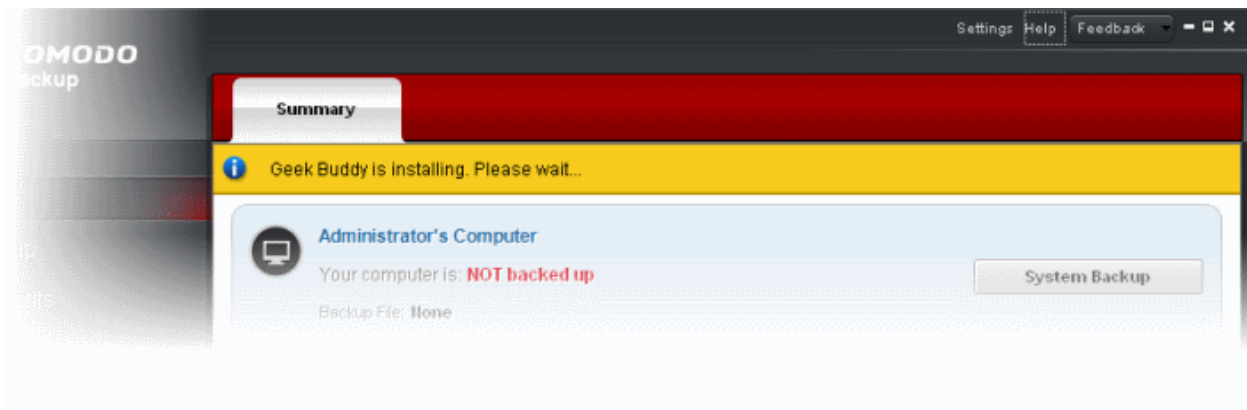 Settings Help Feedback
OMODO
ackup
Summary
Geek Buddy is installing. Please wait...
Administrator's Computer
Your computer is: NOT backed up
System Backup
Backup File: None